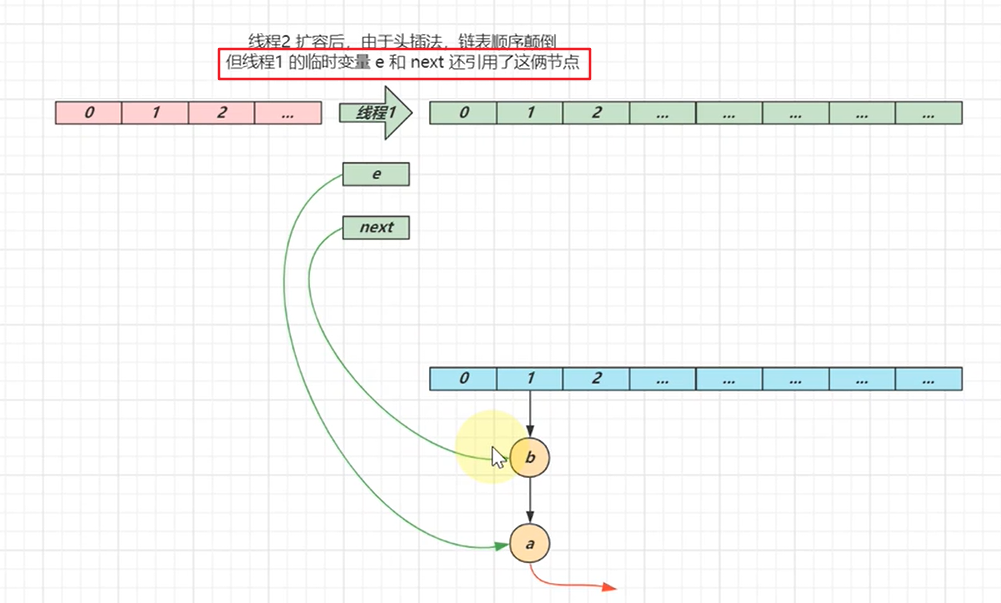 线程2 扩容后，由于头插法，链表顺序颠倒
但线程1 的临时变量 e 和 next 还引用了这俩节点
0 1 2 ... 线程1 0 1 2 ... ... ... ... ...
e
next
0 1 2 ... ... ... ... ...
b
a